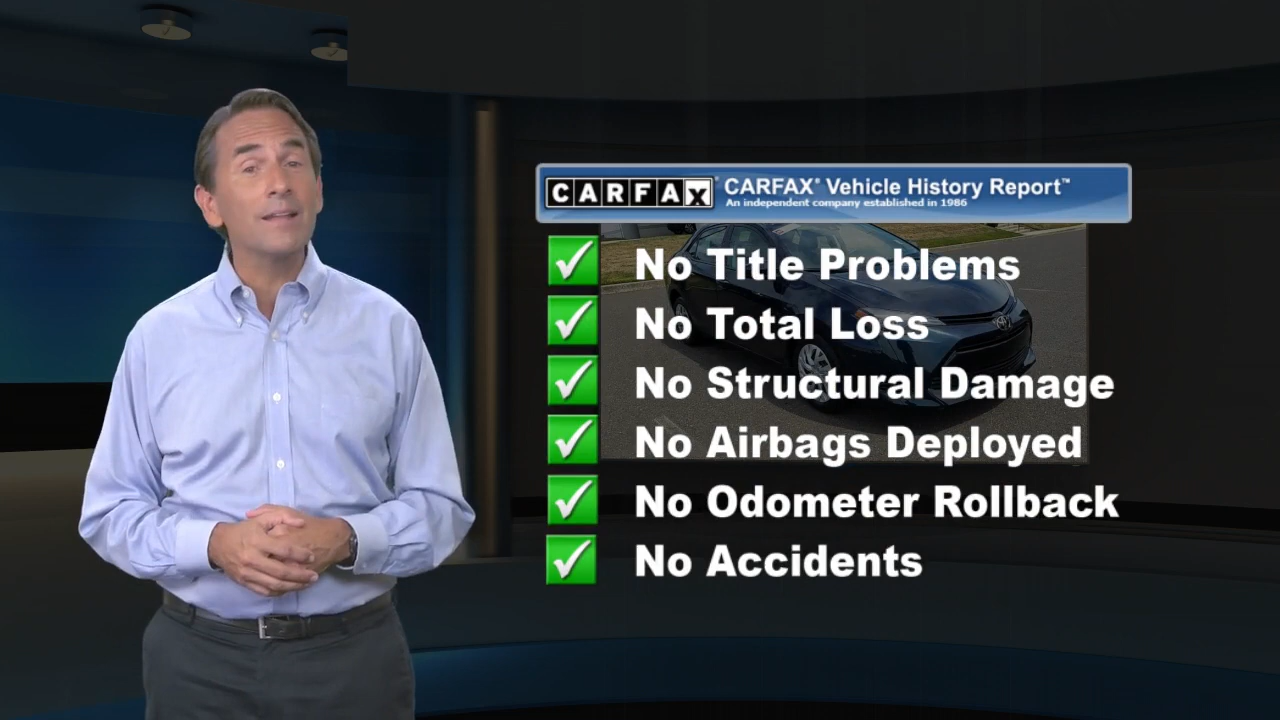 CARFAX® CARFAX® Vehicle History Report™
An independent company established in 1986
No Title Problems
No Total Loss
No Structural Damage
No Airbags Deployed
No Odometer Rollback
No Accidents